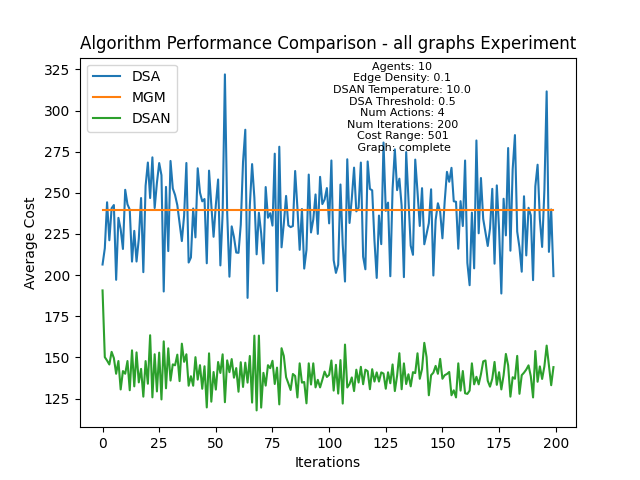 Algorithm Performance Comparison - all graphs Experiment
DSA
MGM
DSAN
Agents: 10
Edge Density: 0.1
DSAN Temperature: 10.0
DSA Threshold: 0.5
Num Actions: 4
Num Iterations: 200
Cost Range: 501
Graph: complete
Average Cost
325
300
275
250
225
200
175
150
125
0
25
50
75
100
125
150
175
200
Iterations